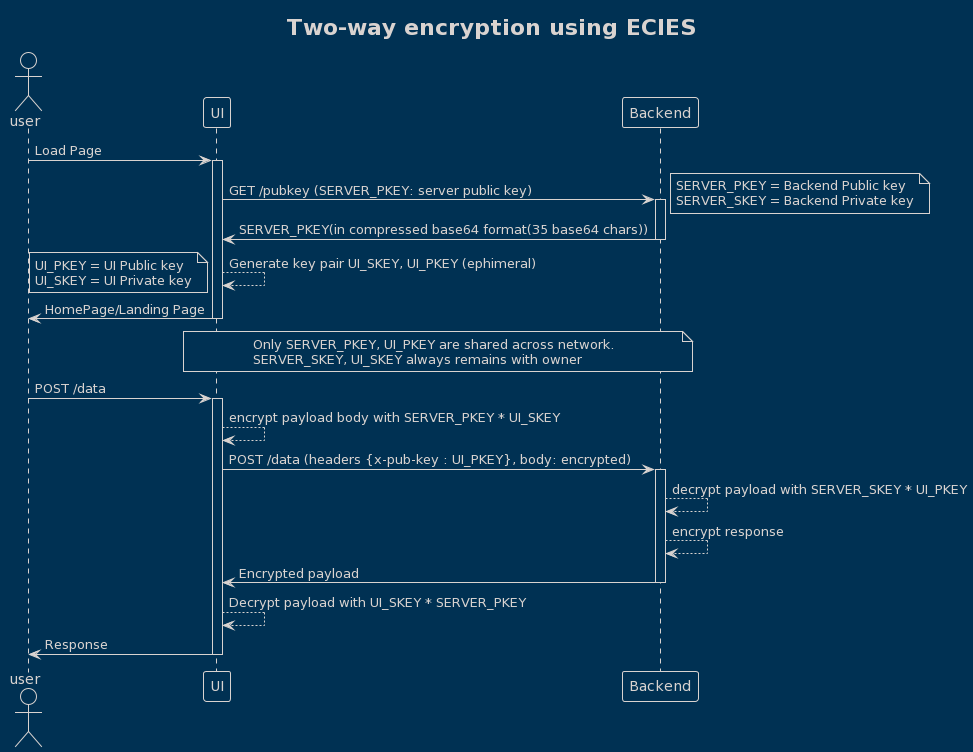 Two-way encryption using ECIES
user
UI
Backend
Load Page
GET /pubkey (SERVER_PKEY: server public key)
SERVER_PKEY = Backend Public key
SERVER_SKEY = Backend Private key
SERVER_PKEY(in compressed base64 format(35 base64 chars))
UI_PKEY = UI Public key
UI_SKEY = UI Private key
Generate key pair UI_SKEY, UI_PKEY (ephimeral)
HomePage/Landing Page
Only SERVER_PKEY, UI_PKEY are shared across network.
SERVER_SKEY, UI_SKEY always remains with owner
POST /data
encrypt payload body with SERVER_PKEY * UI_SKEY
POST /data (headers {x-pub-key : UI_PKEY}, body: encrypted)
decrypt payload with SERVER_SKEY * UI_PKEY
encrypt response
Encrypted payload
Decrypt payload with UI_SKEY * SERVER_PKEY
Response
user
UI
Backend